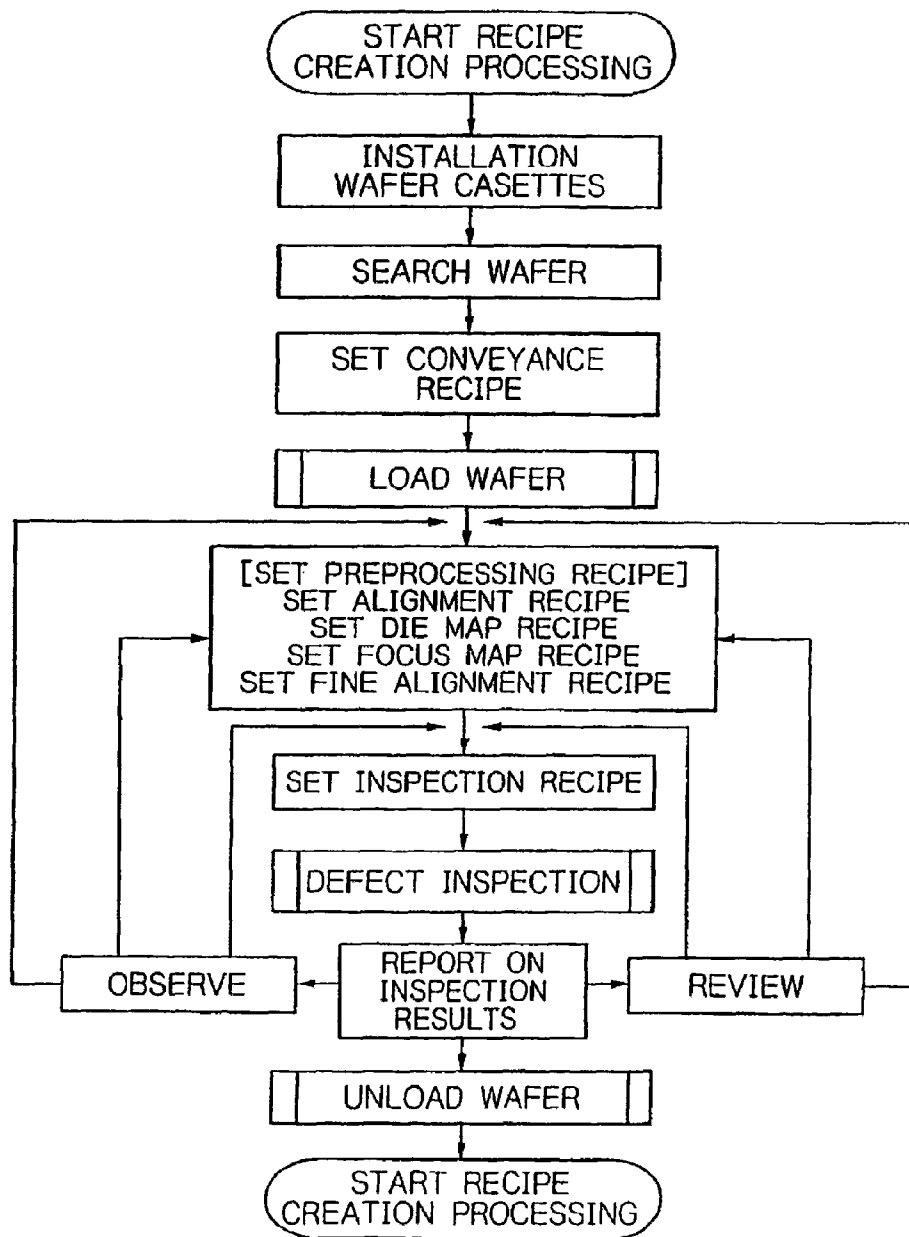 START RECIPE
CREATION PROCESSING
INSTALLATION
WAFER CASETTES
SEARCH WAFER
SET CONVEYANCE
RECIPE
LOAD WAFER
[SET PREPROCESSING RECIPE]
SET ALIGNMENT RECIPE
SET DIE MAP RECIPE
SET FOCUS MAP RECIPE
SET FINE ALIGNMENT RECIPE
SET INSPECTION RECIPE
DEFECT INSPECTION
OBSERVE
REPORT ON
INSPECTION
RESULTS
REVIEW
UNLOAD WAFER
START RECIPE
CREATION PROCESSING